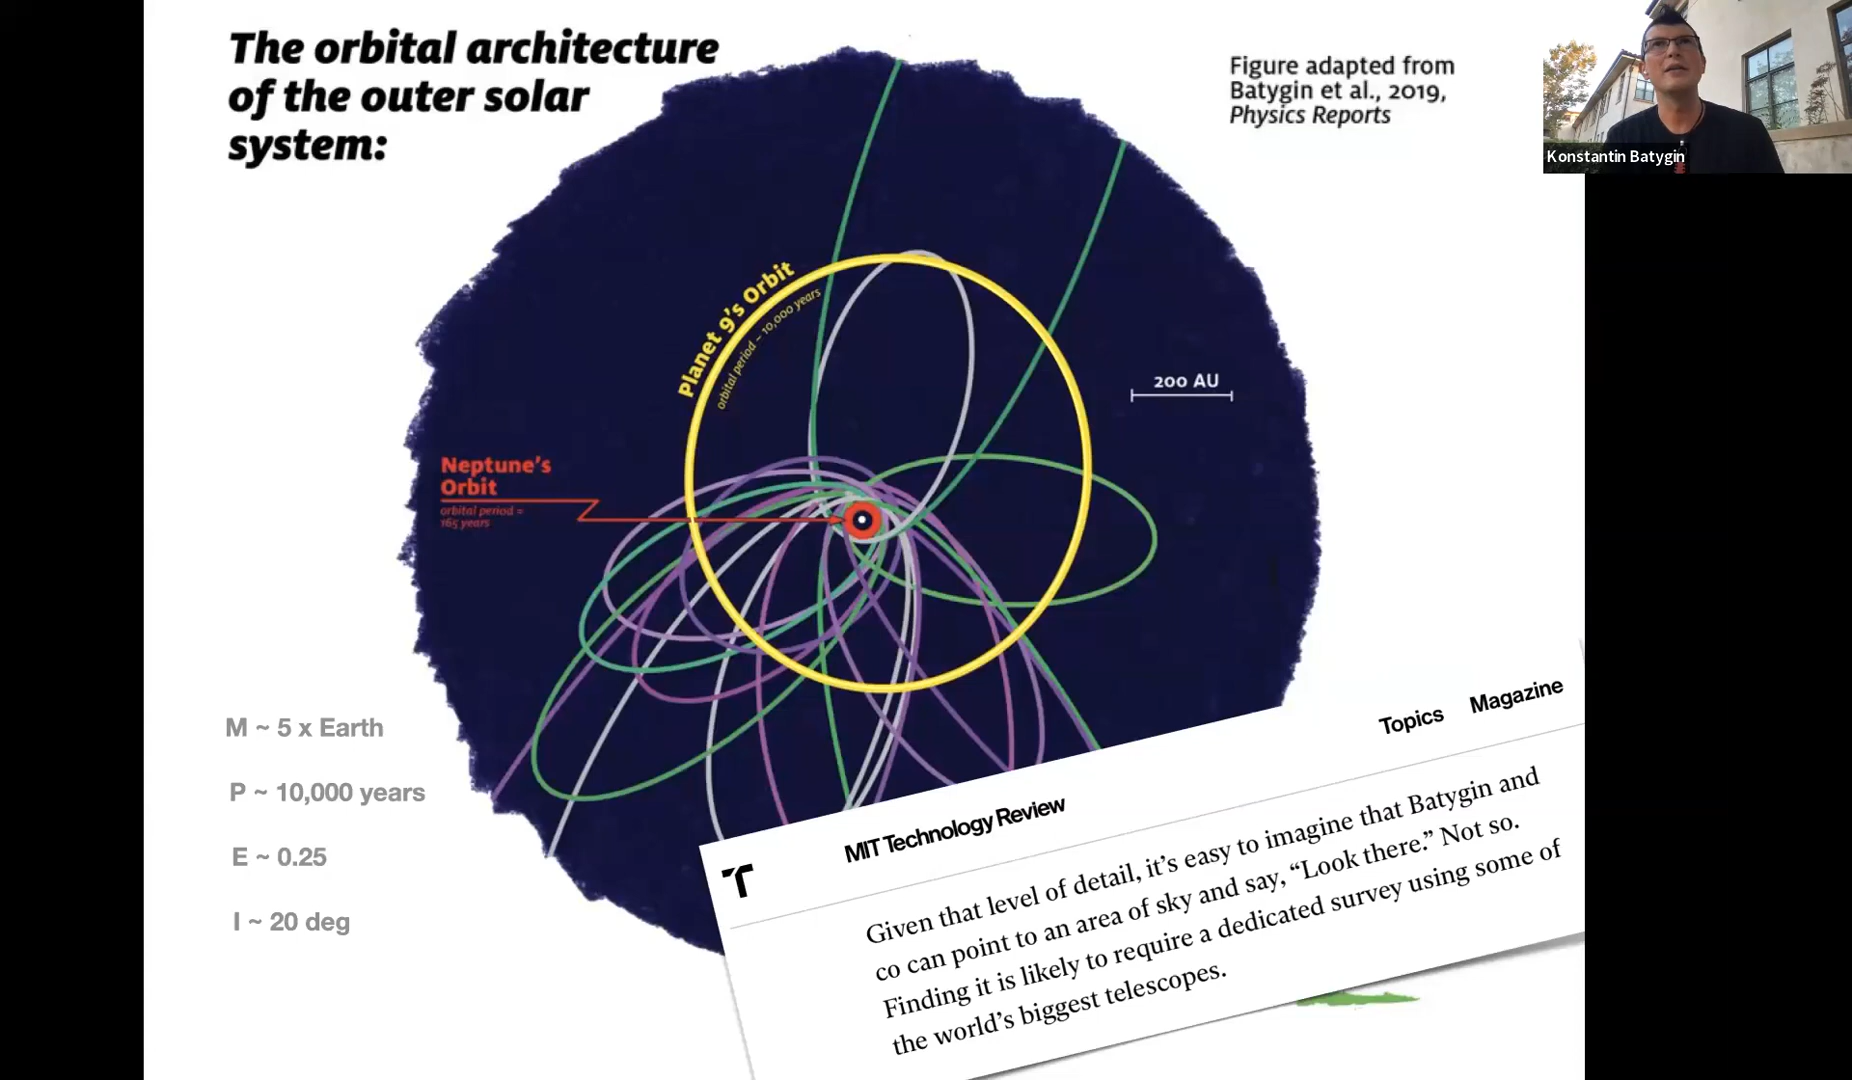 The orbital architecture
of the outer solar
system:
Figure adapted from
Batygin et al., 2019,
Physics Reports
Konstantin Batygin
Planet 9's Orbit
orbital period ~ 10,000 years
200 AU
Neptune's
Orbit
orbital period =
165 years
M ~ 5 x Earth
P ~ 10,000 years
E ~ 0.25
I ~ 20 deg
Topics Magazine
MIT Technology Review
Given that level of detail, it's easy to imagine that Batygin and
co can point to an area of sky and say, “Look there.” Not so.
Finding it is likely to require a dedicated survey using some of
the world's biggest telescopes.